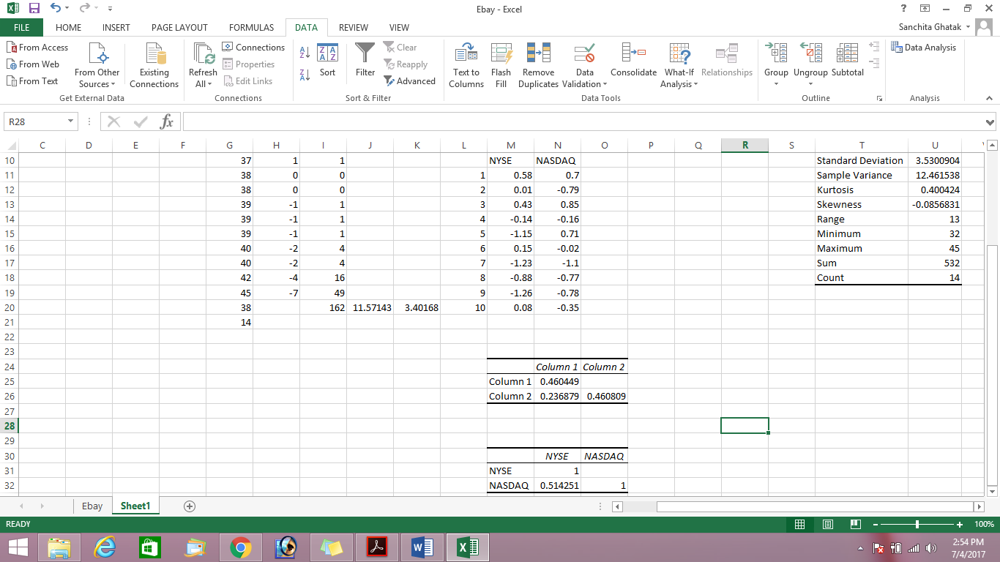 Ebay - Excel
FILE HOME INSERT PAGE LAYOUT FORMULAS DATA REVIEW VIEW Sanchita Ghatak
From Access
From Web
From Text
From Other Sources
Existing Connections
Get External Data
Refresh All
Connections
Properties
Edit Links
Connections
Sort
Filter
Clear
Reapply
Advanced
Sort & Filter
Text to Columns
Flash Fill
Remove Duplicates
Data Validation
Consolidate
What-If Analysis
Relationships
Data Tools
Group
Ungroup
Subtotal
Outline
Data Analysis
Analysis
R28 fx
C D E F G H I J K L M N O P Q R S T U
10 37 1 1 NYSE NASDAQ Standard Deviation 3.5300904
11 38 0 0 1 0.58 0.7 Sample Variance 12.461538
12 38 0 0 2 0.01 -0.79 Kurtosis 0.400424
13 39 -1 1 3 0.43 0.85 Skewness -0.0856831
14 39 -1 1 4 -0.14 -0.16 Range 13
15 39 -1 1 5 -1.15 0.71 Minimum 32
16 40 -2 4 6 0.15 -0.02 Maximum 45
17 40 -2 4 7 -1.23 -1.1 Sum 532
18 42 -4 16 8 -0.88 -0.77 Count 14
19 45 -7 49 9 -1.26 -0.78
20 38 162 11.57143 3.40168 10 0.08 -0.35
21 14
22
23
24 Column 1 Column 2
25 Column 1 0.460449
26 Column 2 0.236879 0.460809
27
28
29
30 NYSE NASDAQ
31 NYSE 1
32 NASDAQ 0.514251 1
Ebay Sheet1
READY 100%
2:54 PM
7/4/2017